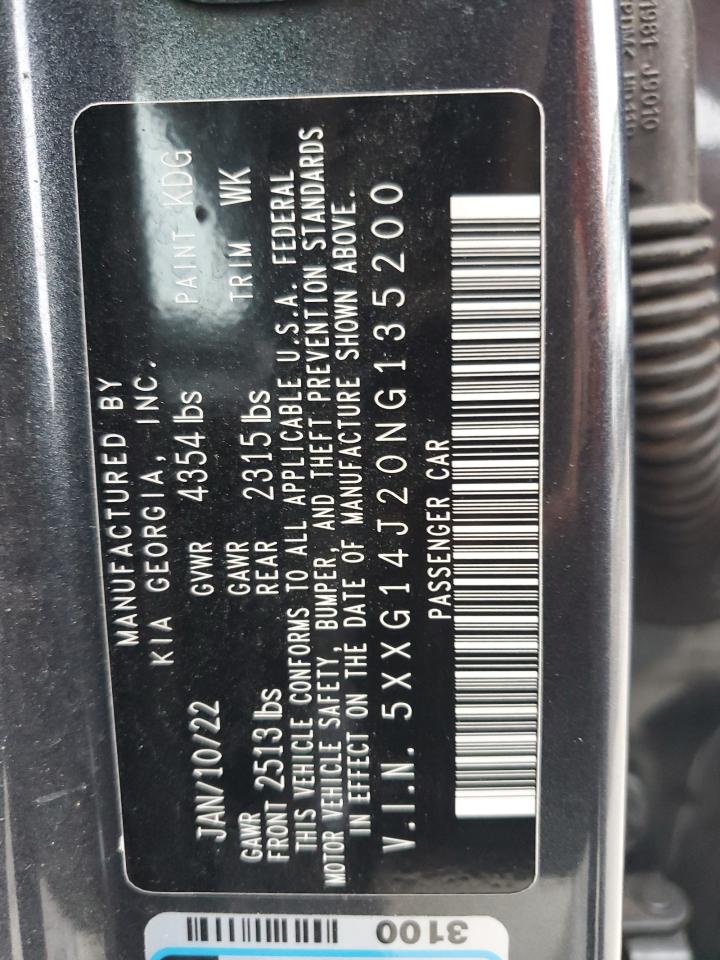 MANUFACTURED BY
KIA GEORGIA, INC.
JAN/10/22 GVWR 4354 lbs PAINT KDG
GAWR GAWR TRIM WK
FRONT 2513 lbs REAR 2315 lbs
THIS VEHICLE CONFORMS TO ALL APPLICABLE U.S.A. FEDERAL
MOTOR VEHICLE SAFETY, BUMPER, AND THEFT PREVENTION STANDARDS
IN EFFECT ON THE DATE OF MANUFACTURE SHOWN ABOVE.
V.I.N. 5XXG14J20NG135200
PASSENGER CAR
3100